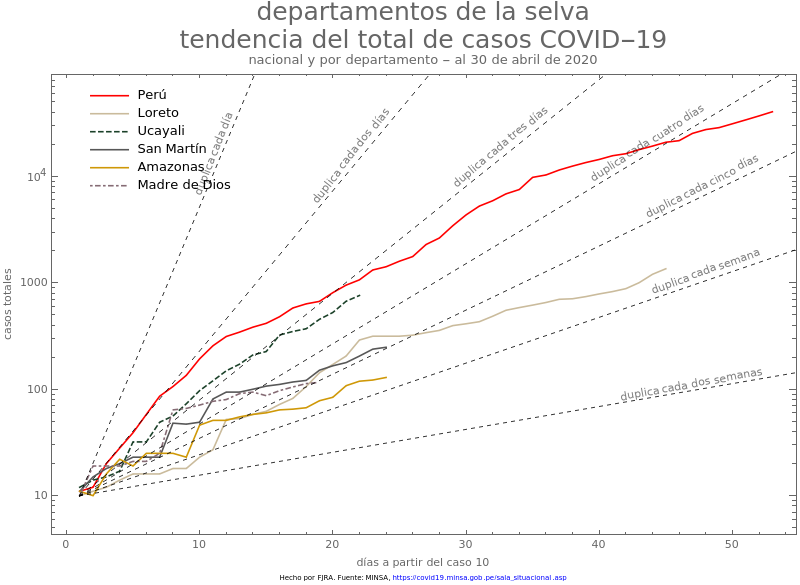 departamentos de la selva
tendencia del total de casos COVID−19
nacional y por departamento − al 30 de abril de 2020
Perú
Loreto
Ucayali
San Martín
Amazonas
Madre de Dios
duplica cada día
duplica cada dos días
duplica cada tres días
duplica cada cuatro días
duplica cada cinco días
duplica cada semana
duplica cada dos semanas
casos totales
10^4
1000
100
10
0 10 20 30 40 50
días a partir del caso 10
Hecho por FJRA. Fuente: MINSA, https://covid19.minsa.gob.pe/sala_situacional.asp